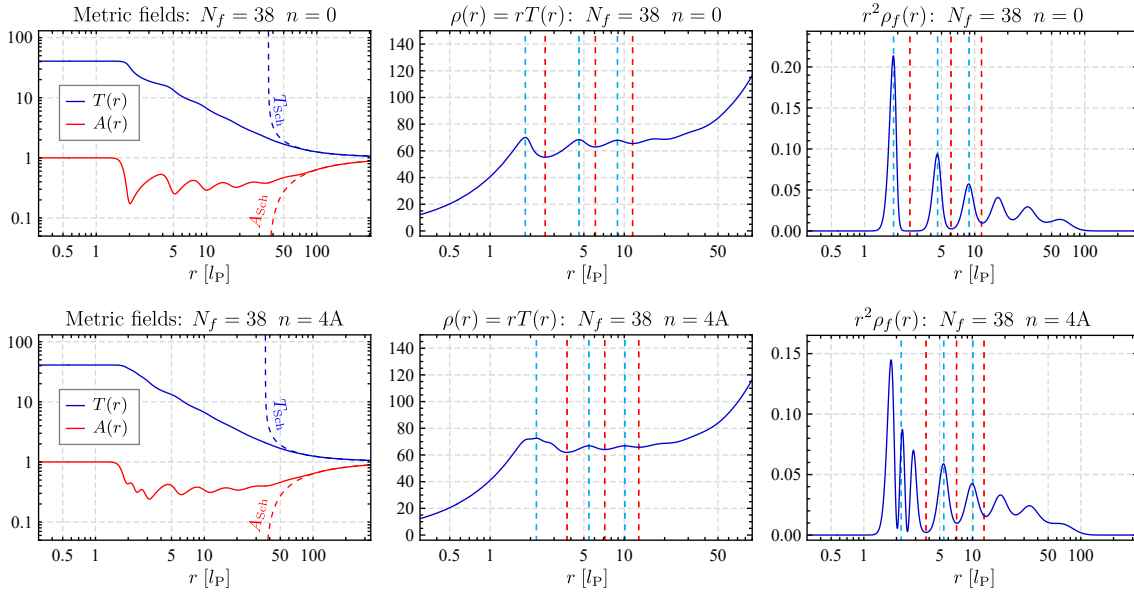 Metric fields: N_f = 38 n = 0
ρ(r) = rT(r): N_f = 38 n = 0
r²ρ_f(r): N_f = 38 n = 0
100
10
1
0.1
T(r)
A(r)
T_Sch
A_Sch
0.5 1 5 10 50 100
r [l_P]
140
120
100
80
60
40
20
0
0.5 1 5 10 50
r [l_P]
0.20
0.15
0.10
0.05
0.00
0.5 1 5 10 50 100
r [l_P]
Metric fields: N_f = 38 n = 4A
ρ(r) = rT(r): N_f = 38 n = 4A
r²ρ_f(r): N_f = 38 n = 4A
100
10
1
0.1
T(r)
A(r)
T_Sch
A_Sch
0.5 1 5 10 50 100
r [l_P]
140
120
100
80
60
40
20
0
0.5 1 5 10 50
r [l_P]
0.15
0.10
0.05
0.00
0.5 1 5 10 50 100
r [l_P]